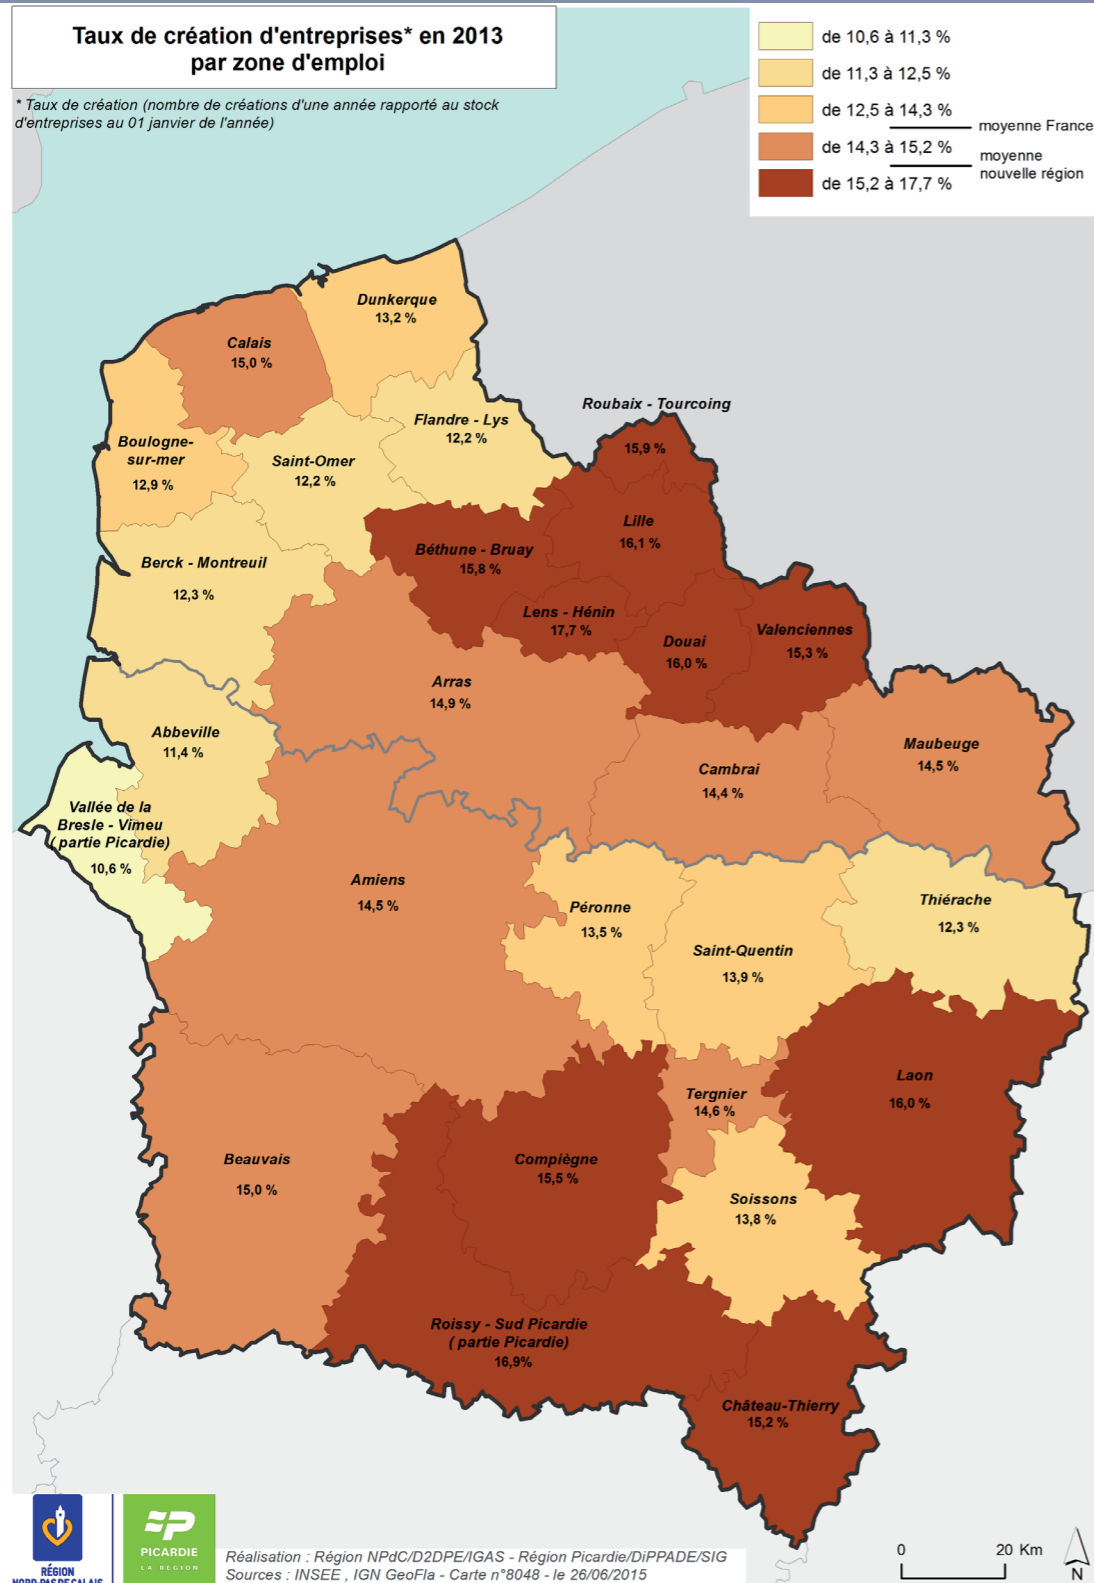 Taux de création d'entreprises* en 2013
par zone d'emploi
* Taux de création (nombre de créations d'une année rapporté au stock
d'entreprises au 01 janvier de l'année)
de 10,6 à 11,3 %
de 11,3 à 12,5 %
de 12,5 à 14,3 %
moyenne France
de 14,3 à 15,2 %
moyenne
nouvelle région
de 15,2 à 17,7 %
Dunkerque
13,2 %
Calais
15,0 %
Roubaix - Tourcoing
15,9 %
Flandre - Lys
12,2 %
Boulogne-
sur-mer
12,9 %
Saint-Omer
12,2 %
Lille
16,1 %
Béthune - Bruay
15,8 %
Berck - Montreuil
12,3 %
Lens - Hénin
17,7 %
Douai
16,0 %
Valenciennes
15,3 %
Arras
14,9 %
Abbeville
11,4 %
Maubeuge
14,5 %
Cambrai
14,4 %
Vallée de la
Bresle - Vimeu
( partie Picardie)
10,6 %
Amiens
14,5 %
Péronne
13,5 %
Thiérache
12,3 %
Saint-Quentin
13,9 %
Laon
16,0 %
Tergnier
14,6 %
Beauvais
15,0 %
Compiègne
15,5 %
Soissons
13,8 %
Roissy - Sud Picardie
( partie Picardie)
16,9%
Château-Thierry
15,2 %
PICARDIE
LA REGION
RÉGION
NORD-PAS DE CALAIS
Réalisation : Région NPdC/D2DPE/IGAS - Région Picardie/DiPPADE/SIG
Sources : INSEE , IGN GeoFla - Carte n°8048 - le 26/06/2015
0 20 Km
N